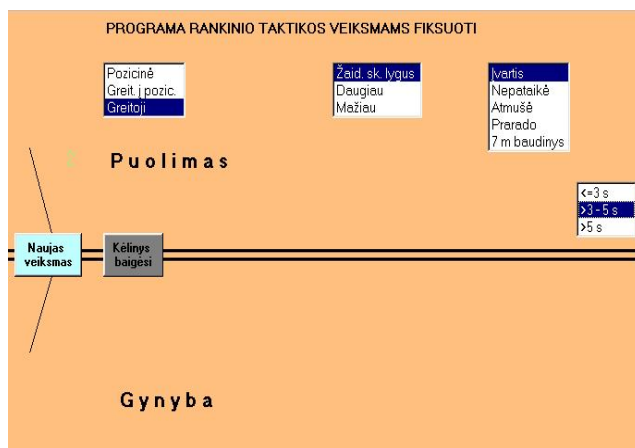 PROGRAMA RANKINIO TAKTIKOS VEIKSMAMS FIKSUOTI
Pozicinė
Greit. į pozic.
Greitoji
Žaid. sk. lygus
Daugiau
Mažiau
Įvartis
Nepataikė
Atmušė
Prarado
7 m baudinys
Puolimas
<=3 s
>3 - 5 s
>5 s
Naujas
veiksmas
Kėlinys
baigėsi
Gynyba